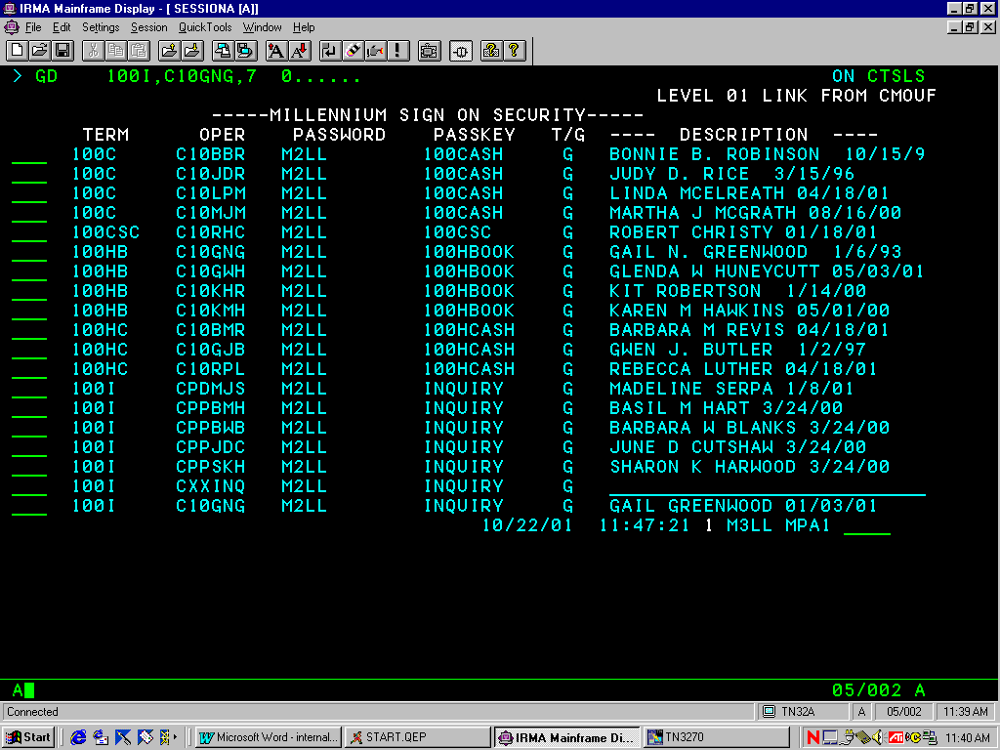 IRMA Mainframe Display - [ SESSIONA [A]]
File Edit Settings Session QuickTools Window Help
> GD 100I,C10GNG,7 0...... ON CTSLS
LEVEL 01 LINK FROM CMOUF
-----MILLENNIUM SIGN ON SECURITY-----
TERM OPER PASSWORD PASSKEY T/G ---- DESCRIPTION ----
100C C10BBR M2LL 100CASH G BONNIE B. ROBINSON 10/15/9
100C C10JDR M2LL 100CASH G JUDY D. RICE 3/15/96
100C C10LPM M2LL 100CASH G LINDA MCELREATH 04/18/01
100C C10MJM M2LL 100CASH G MARTHA J MCGRATH 08/16/00
100CSC C10RHC M2LL 100CSC G ROBERT CHRISTY 01/18/01
100HB C10GNG M2LL 100HBOOK G GAIL N. GREENWOOD 1/6/93
100HB C10GWH M2LL 100HBOOK G GLENDA W HUNEYCUTT 05/03/01
100HB C10KHR M2LL 100HBOOK G KIT ROBERTSON 1/14/00
100HB C10KMH M2LL 100HBOOK G KAREN M HAWKINS 05/01/00
100HC C10BMR M2LL 100HCASH G BARBARA M REVIS 04/18/01
100HC C10GJB M2LL 100HCASH G GWEN J. BUTLER 1/2/97
100HC C10RPL M2LL 100HCASH G REBECCA LUTHER 04/18/01
100I CPDMJS M2LL INQUIRY G MADELINE SERPA 1/8/01
100I CPPBMH M2LL INQUIRY G BASIL M HART 3/24/00
100I CPPBWB M2LL INQUIRY G BARBARA W BLANKS 3/24/00
100I CPPJDC M2LL INQUIRY G JUNE D CUTSHAW 3/24/00
100I CPPSKH M2LL INQUIRY G SHARON K HARWOOD 3/24/00
100I CXXINQ M2LL INQUIRY G
100I C10GNG M2LL INQUIRY G GAIL GREENWOOD 01/03/01
10/22/01 11:47:21 1 M3LL MPA1
A 05/002 A
Connected TN32A A 05/002 11:39 AM
Start Microsoft Word - internal... START.QEP IRMA Mainframe Di... TN3270 11:40 AM